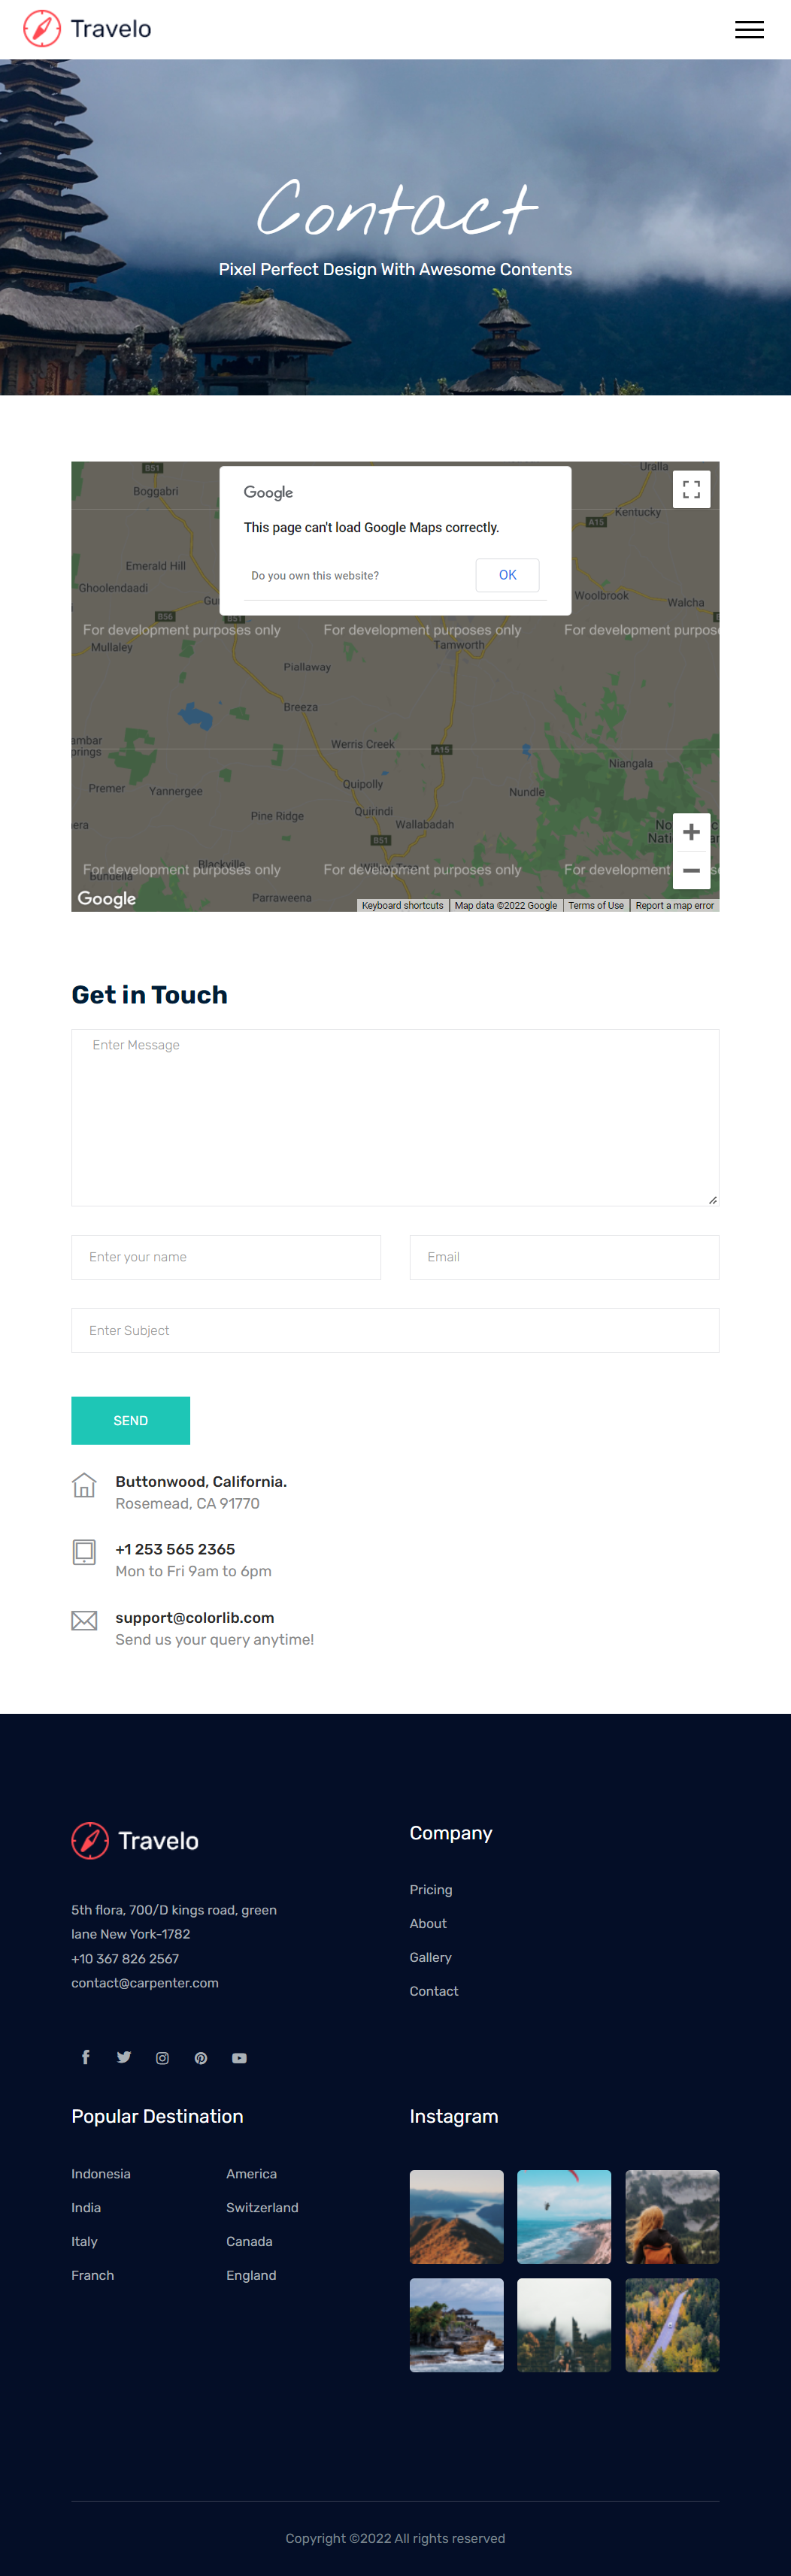 Travelo
Contact
Pixel Perfect Design With Awesome Contents
B51
Uralla
Boggabri
Kentucky
A15
Google
This page can't load Google Maps correctly.
Do you own this website?
OK
Emerald Hill
Ghoolendaadi
Woolbrook
Walcha
B56
B51
For development purposes only
For development purposes only
For development purpose
Mullaley
Tamworth
Piallaway
Breeza
Werris Creek
A15
Niangala
Premer
Yannergee
Quipolly
Nundle
Quirindi
Pine Ridge
Wallabadah
B51
Blackville
For development purposes only
For development purposes only
For development purpose
Bundella
Parraweena
Google
Keyboard shortcuts
Map data ©2022 Google
Terms of Use
Report a map error
Get in Touch
Enter Message
Enter your name
Email
Enter Subject
SEND
Buttonwood, California.
Rosemead, CA 91770
+1 253 565 2365
Mon to Fri 9am to 6pm
support@colorlib.com
Send us your query anytime!
Travelo
5th flora, 700/D kings road, green
lane New York-1782
+10 367 826 2567
contact@carpenter.com
Company
Pricing
About
Gallery
Contact
Popular Destination
Indonesia
America
India
Switzerland
Italy
Canada
Franch
England
Instagram
Copyright ©2022 All rights reserved